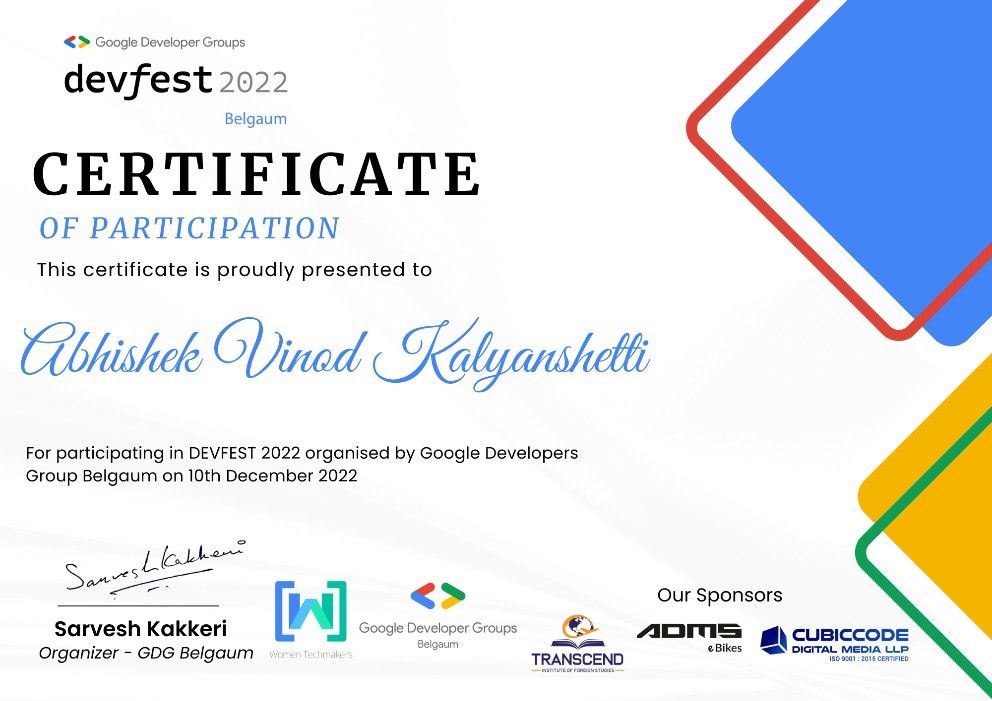 Google Developer Groups
devfest 2022
Belgaum
CERTIFICATE
OF PARTICIPATION
This certificate is proudly presented to
Abhishek Vinod Kalyanshetti
For participating in DEVFEST 2022 organised by Google Developers
Group Belgaum on 10th December 2022
Sarvesh Kakkeri
Sarvesh Kakkeri
Organizer - GDG Belgaum
Women Techmakers
Google Developer Groups
Belgaum
Our Sponsors
TRANSCEND
INSTITUTE OF FOREIGN STUDIES
ADMS
eBikes
CUBICCODE
DIGITAL MEDIA LLP
ISO 9001 : 2015 CERTIFIED